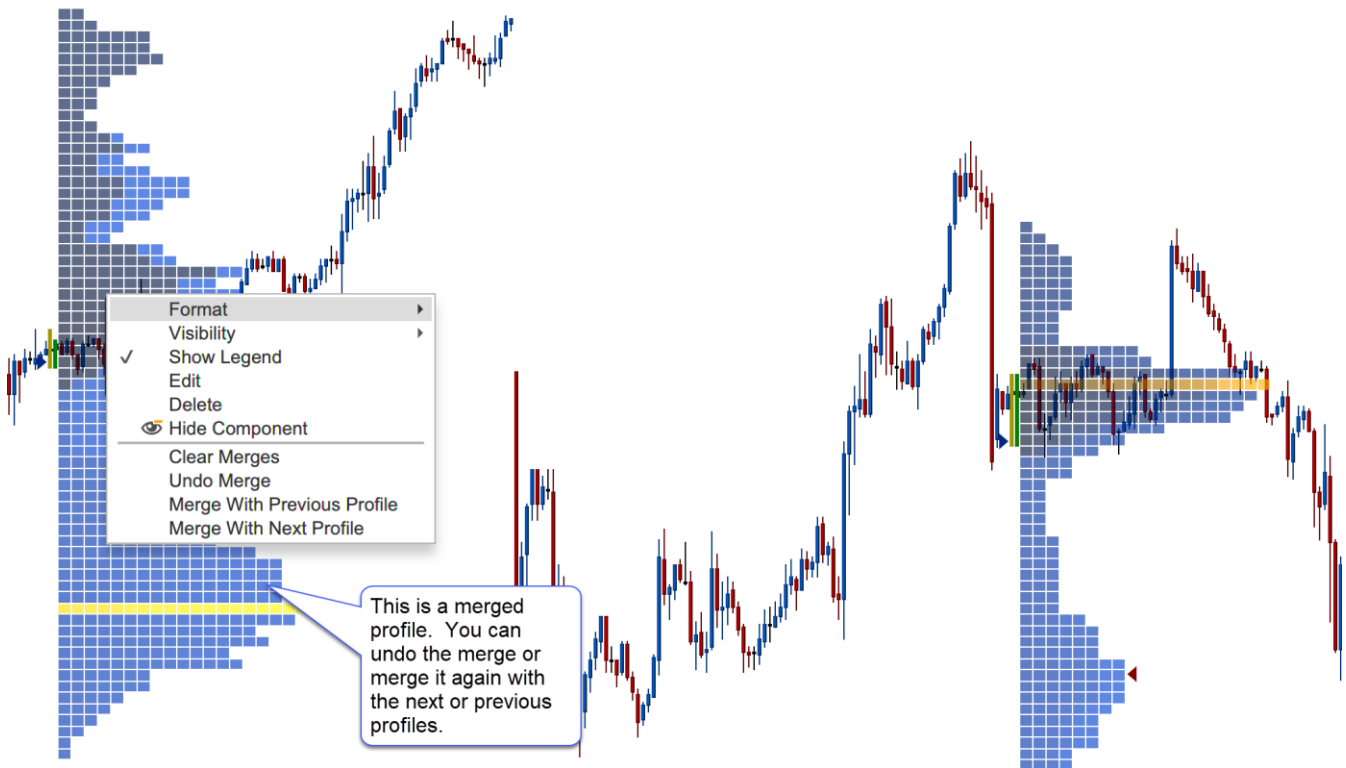 Format
Visibility
✓ Show Legend
Edit
Delete
Hide Component
Clear Merges
Undo Merge
Merge With Previous Profile
Merge With Next Profile
This is a merged
profile. You can
undo the merge or
merge it again with
the next or previous
profiles.